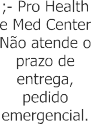 ;- Pro Health
e Med Center
Não atende o
prazo de
entrega,
pedido
emergencial.